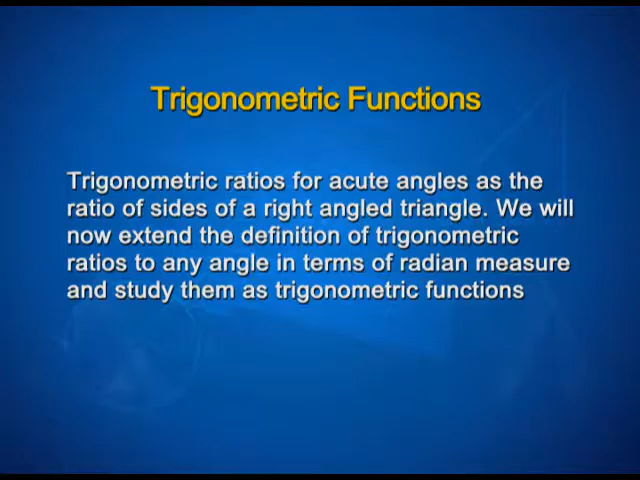 Trigonometric Functions
Trigonometric ratios for acute angles as the
ratio of sides of a right angled triangle. We will
now extend the definition of trigonometric
ratios to any angle in terms of radian measure
and study them as trigonometric functions